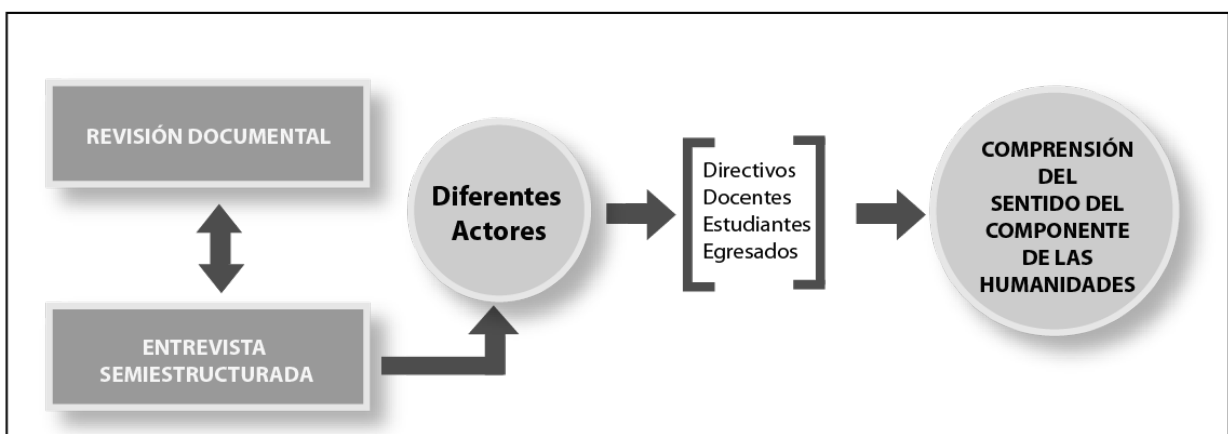 REVISIÓN DOCUMENTAL
ENTREVISTA
SEMIESTRUCTURADA
Diferentes
Actores
Directivos
Docentes
Estudiantes
Egresados
COMPRENSIÓN
DEL
SENTIDO DEL
COMPONENTE
DE LAS
HUMANIDADES